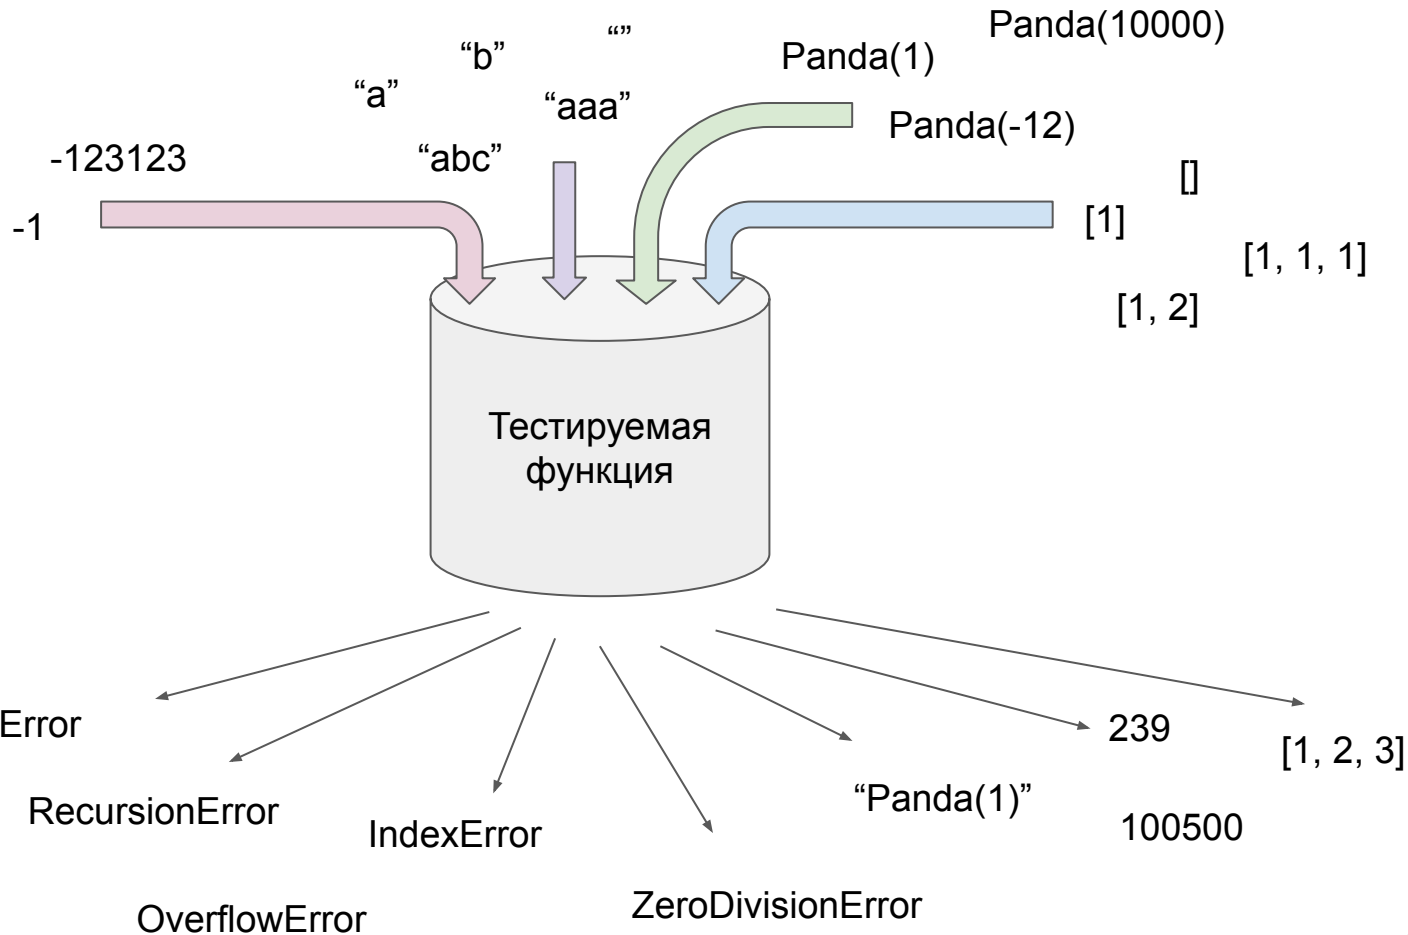 Panda(10000)
“”
“b”
Panda(1)
“a”
“aaa”
Panda(-12)
-123123
“abc”
[]
-1
[1]
[1, 1, 1]
[1, 2]
Тестируемая
функция
Error
239
[1, 2, 3]
RecursionError
“Panda(1)”
IndexError
100500
OverflowError
ZeroDivisionError